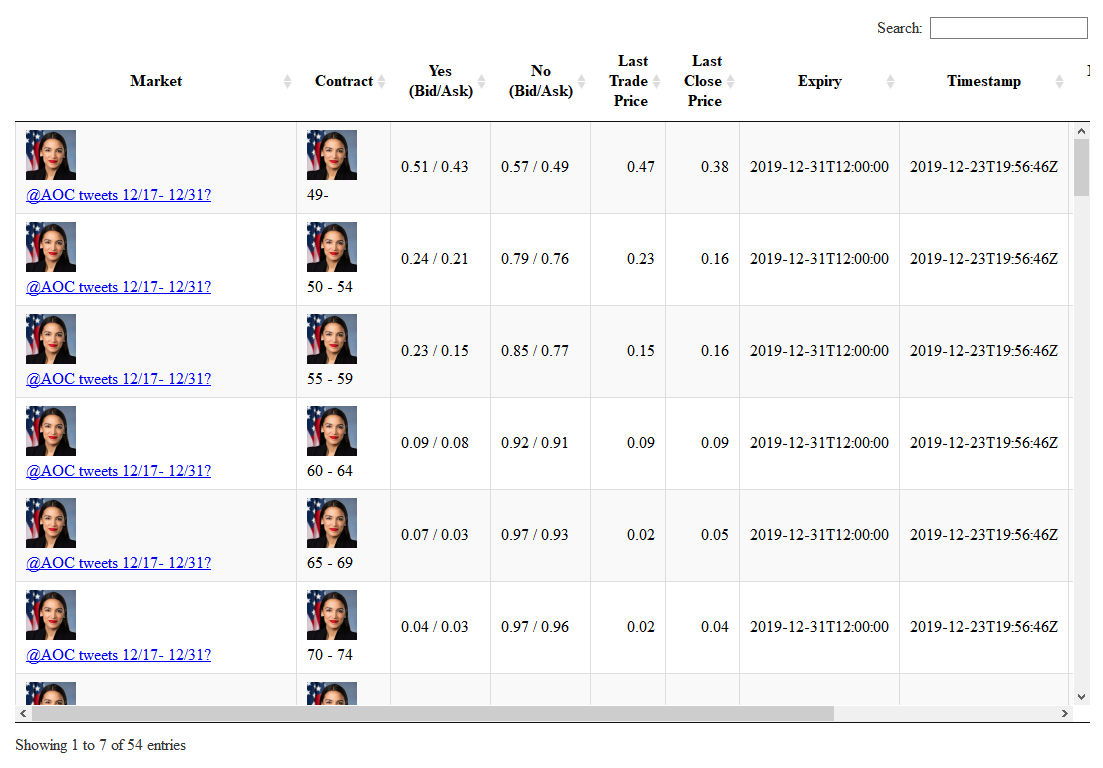 Search:
Market Contract Yes (Bid/Ask) No (Bid/Ask) Last Trade Price Last Close Price Expiry Timestamp
@AOC tweets 12/17- 12/31? 49- 0.51 / 0.43 0.57 / 0.49 0.47 0.38 2019-12-31T12:00:00 2019-12-23T19:56:46Z
@AOC tweets 12/17- 12/31? 50 - 54 0.24 / 0.21 0.79 / 0.76 0.23 0.16 2019-12-31T12:00:00 2019-12-23T19:56:46Z
@AOC tweets 12/17- 12/31? 55 - 59 0.23 / 0.15 0.85 / 0.77 0.15 0.16 2019-12-31T12:00:00 2019-12-23T19:56:46Z
@AOC tweets 12/17- 12/31? 60 - 64 0.09 / 0.08 0.92 / 0.91 0.09 0.09 2019-12-31T12:00:00 2019-12-23T19:56:46Z
@AOC tweets 12/17- 12/31? 65 - 69 0.07 / 0.03 0.97 / 0.93 0.02 0.05 2019-12-31T12:00:00 2019-12-23T19:56:46Z
@AOC tweets 12/17- 12/31? 70 - 74 0.04 / 0.03 0.97 / 0.96 0.02 0.04 2019-12-31T12:00:00 2019-12-23T19:56:46Z
Showing 1 to 7 of 54 entries